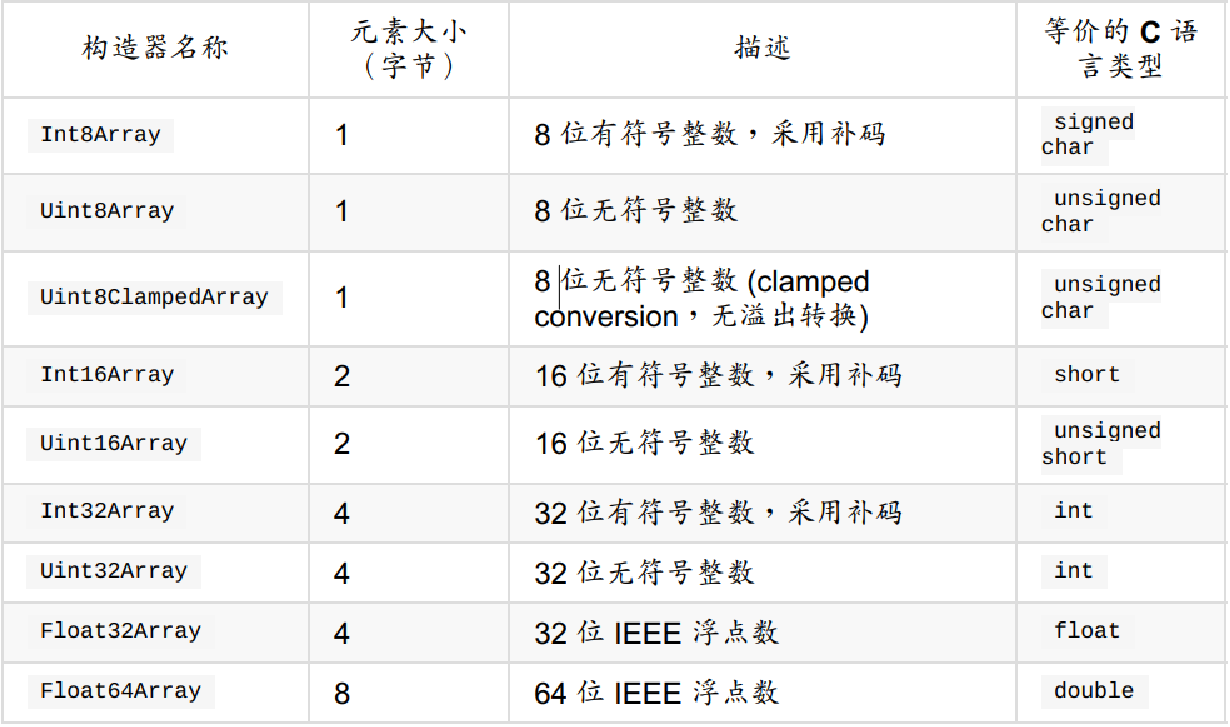 构造器名称
元素大小
（字节）
描述
等价的 C 语
言类型
Int8Array
1
8 位有符号整数，采用补码
signed
char
Uint8Array
1
8 位无符号整数
unsigned
char
Uint8ClampedArray
1
8 位无符号整数 (clamped
conversion，无溢出转换)
unsigned
char
Int16Array
2
16 位有符号整数，采用补码
short
Uint16Array
2
16 位无符号整数
unsigned
short
Int32Array
4
32 位有符号整数，采用补码
int
Uint32Array
4
32 位无符号整数
int
Float32Array
4
32 位 IEEE 浮点数
float
Float64Array
8
64 位 IEEE 浮点数
double